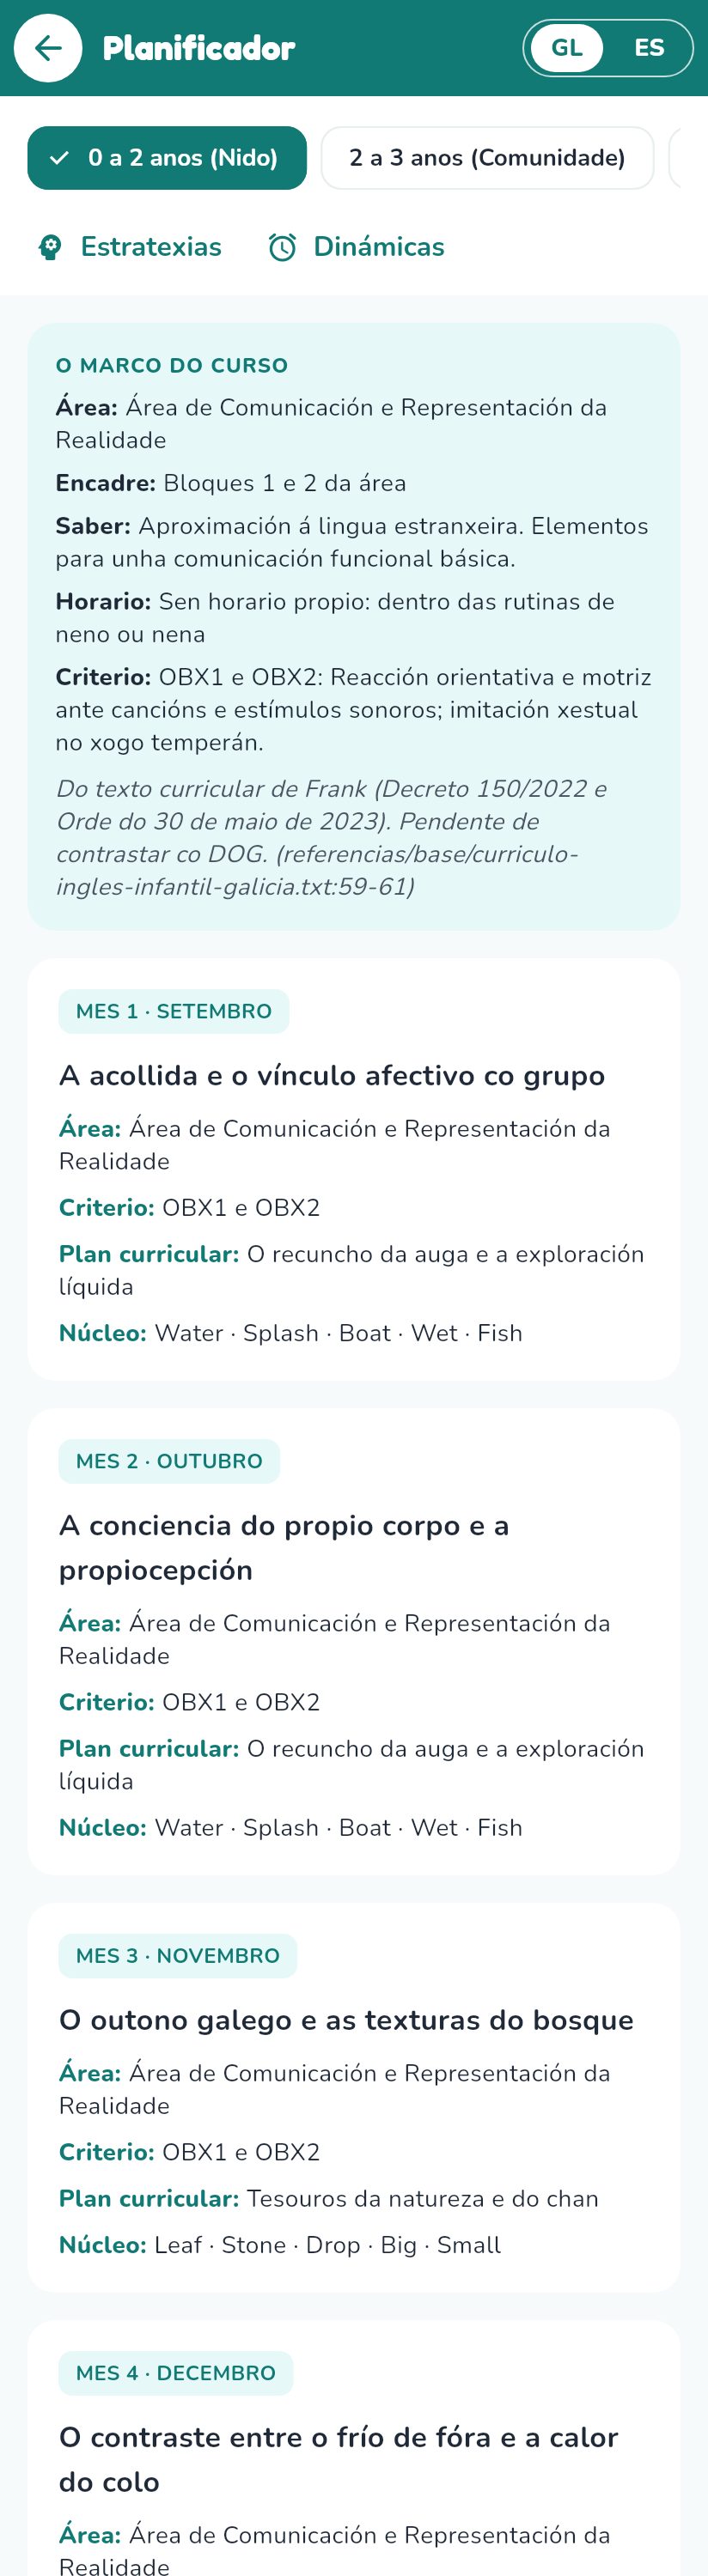 Planificador
GL
ES
0 a 2 anos (Nido)
2 a 3 anos (Comunidade)
Estratexias
Dinámicas
O MARCO DO CURSO
Área: Área de Comunicación e Representación da
Realidade
Encadre: Bloques 1 e 2 da área
Saber: Aproximación á lingua estranxeira. Elementos
para unha comunicación funcional básica.
Horario: Sen horario propio: dentro das rutinas de
neno ou nena
Criterio: OBX1 e OBX2: Reacción orientativa e motriz
ante cancións e estímulos sonoros; imitación xestual
no xogo temperán.
Do texto curricular de Frank (Decreto 150/2022 e
Orde do 30 de maio de 2023). Pendente de
contrastar co DOG. (referencias/base/curriculo-
ingles-infantil-galicia.txt:59-61)
MES 1 · SETEMBRO
A acollida e o vínculo afectivo co grupo
Área: Área de Comunicación e Representación da
Realidade
Criterio: OBX1 e OBX2
Plan curricular: O recuncho da auga e a exploración
líquida
Núcleo: Water · Splash · Boat · Wet · Fish
MES 2 · OUTUBRO
A conciencia do propio corpo e a
propiocepción
Área: Área de Comunicación e Representación da
Realidade
Criterio: OBX1 e OBX2
Plan curricular: O recuncho da auga e a exploración
líquida
Núcleo: Water · Splash · Boat · Wet · Fish
MES 3 · NOVEMBRO
O outono galego e as texturas do bosque
Área: Área de Comunicación e Representación da
Realidade
Criterio: OBX1 e OBX2
Plan curricular: Tesouros da natureza e do chan
Núcleo: Leaf · Stone · Drop · Big · Small
MES 4 · DECEMBRO
O contraste entre o frío de fóra e a calor
do colo
Área: Área de Comunicación e Representación da
Realidade